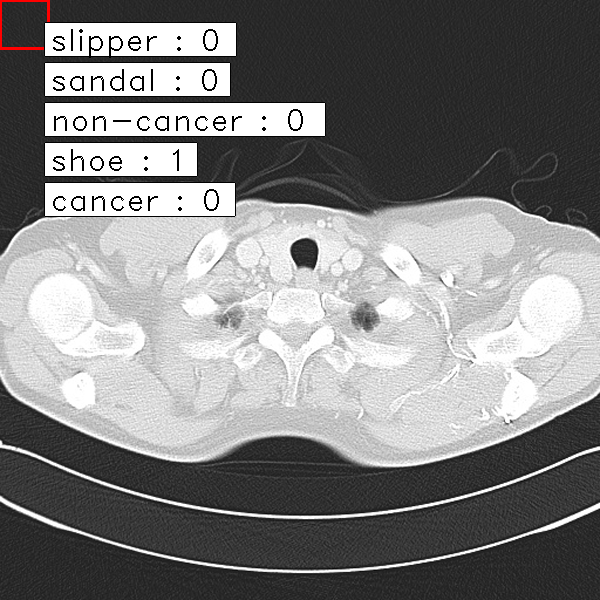 slipper : 0
sandal : 0
non-cancer : 0
shoe : 1
cancer : 0